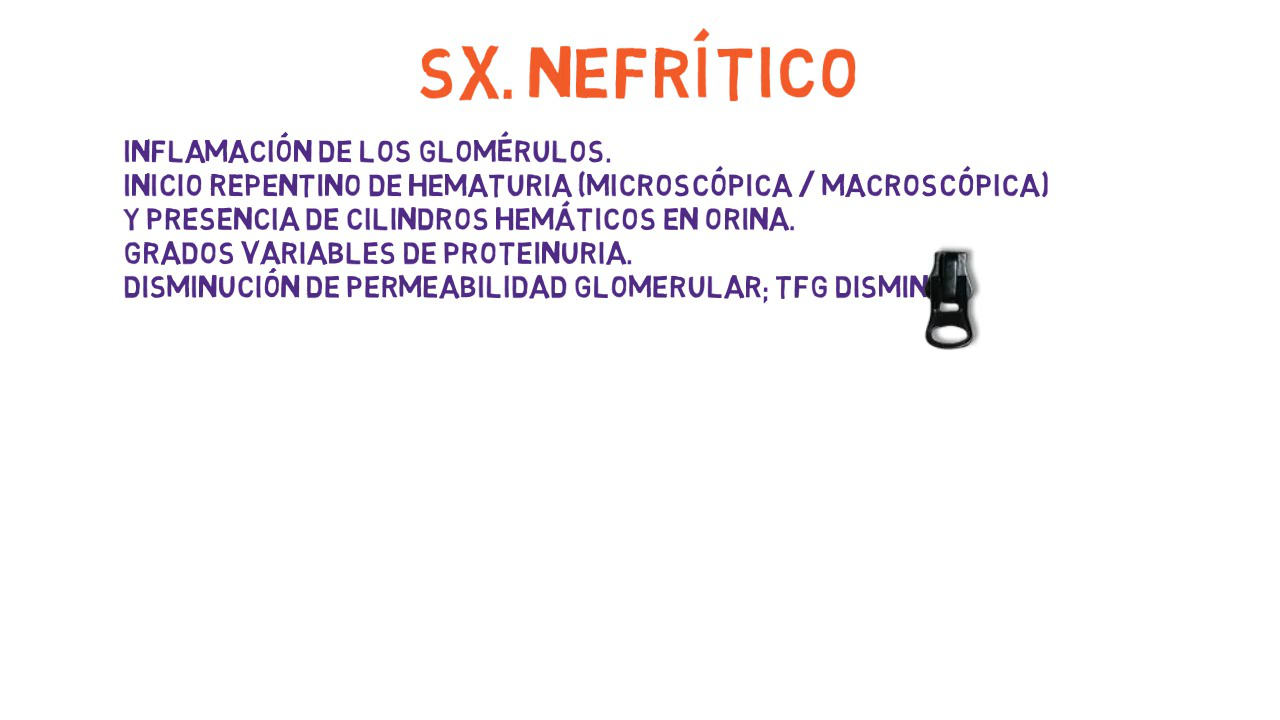 SX. NEFRÍTICO
INFLAMACIÓN DE LOS GLOMÉRULOS.
INICIO REPENTINO DE HEMATURIA (MICROSCÓPICA / MACROSCÓPICA)
Y PRESENCIA DE CILINDROS HEMÁTICOS EN ORINA.
GRADOS VARIABLES DE PROTEINURIA.
DISMINUCIÓN DE PERMEABILIDAD GLOMERULAR; TFG DISMIN